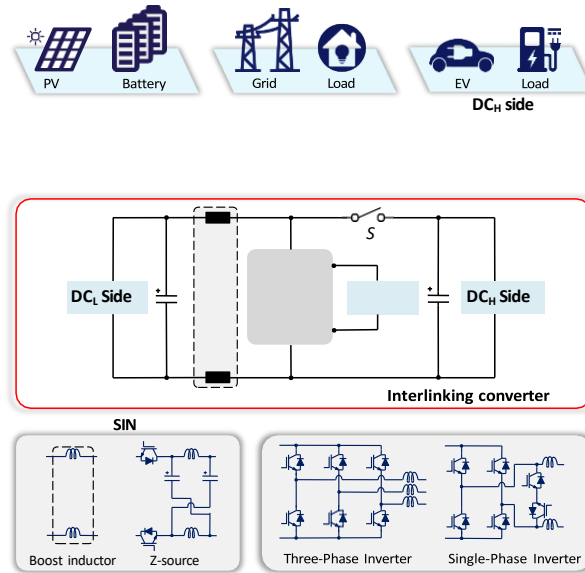 PV Battery Grid Load EV Load
DCH side
S
DCL Side
DCH Side
Interlinking converter
SIN
Boost inductor Z-source Three-Phase Inverter Single-Phase Inverter